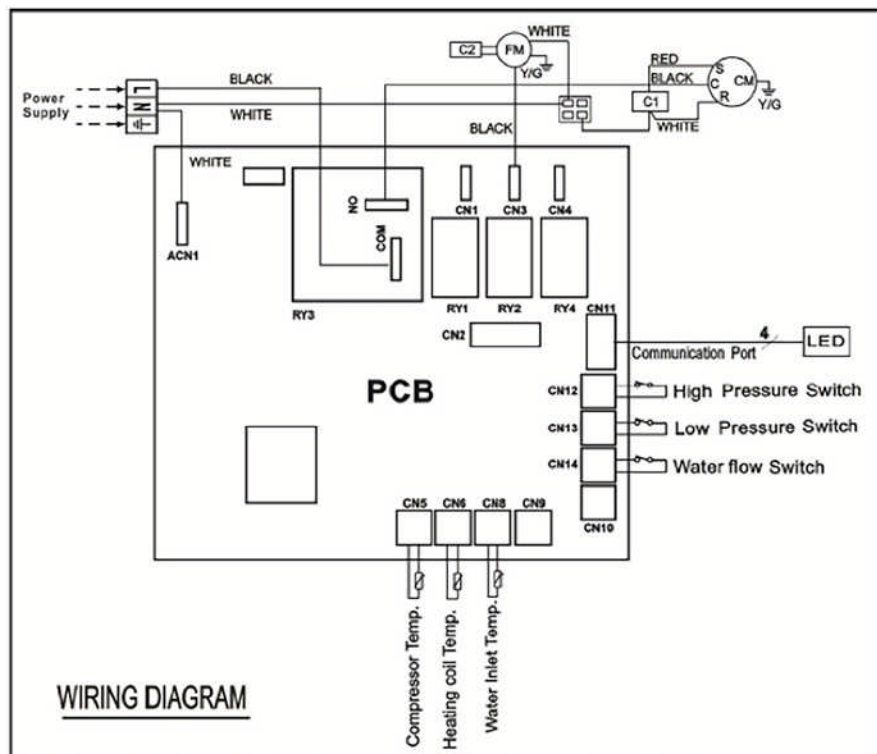 WHITE
C2
FM
Y/G
RED
S
BLACK
C
CM
R
Y/G
C1
WHITE
Power
Supply
L
N
BLACK
WHITE
BLACK
WHITE
ACN1
NO
COM
RY3
CN1
CN3
CN4
RY1
RY2
RY4
CN2
CN11
4
LED
Communication Port
PCB
CN12
High Pressure Switch
CN13
Low Pressure Switch
CN14
Water flow Switch
CN10
CN5
CN6
CN8
CN9
Compressor Temp.
Heating coil Temp.
Water Inlet Temp.
WIRING DIAGRAM